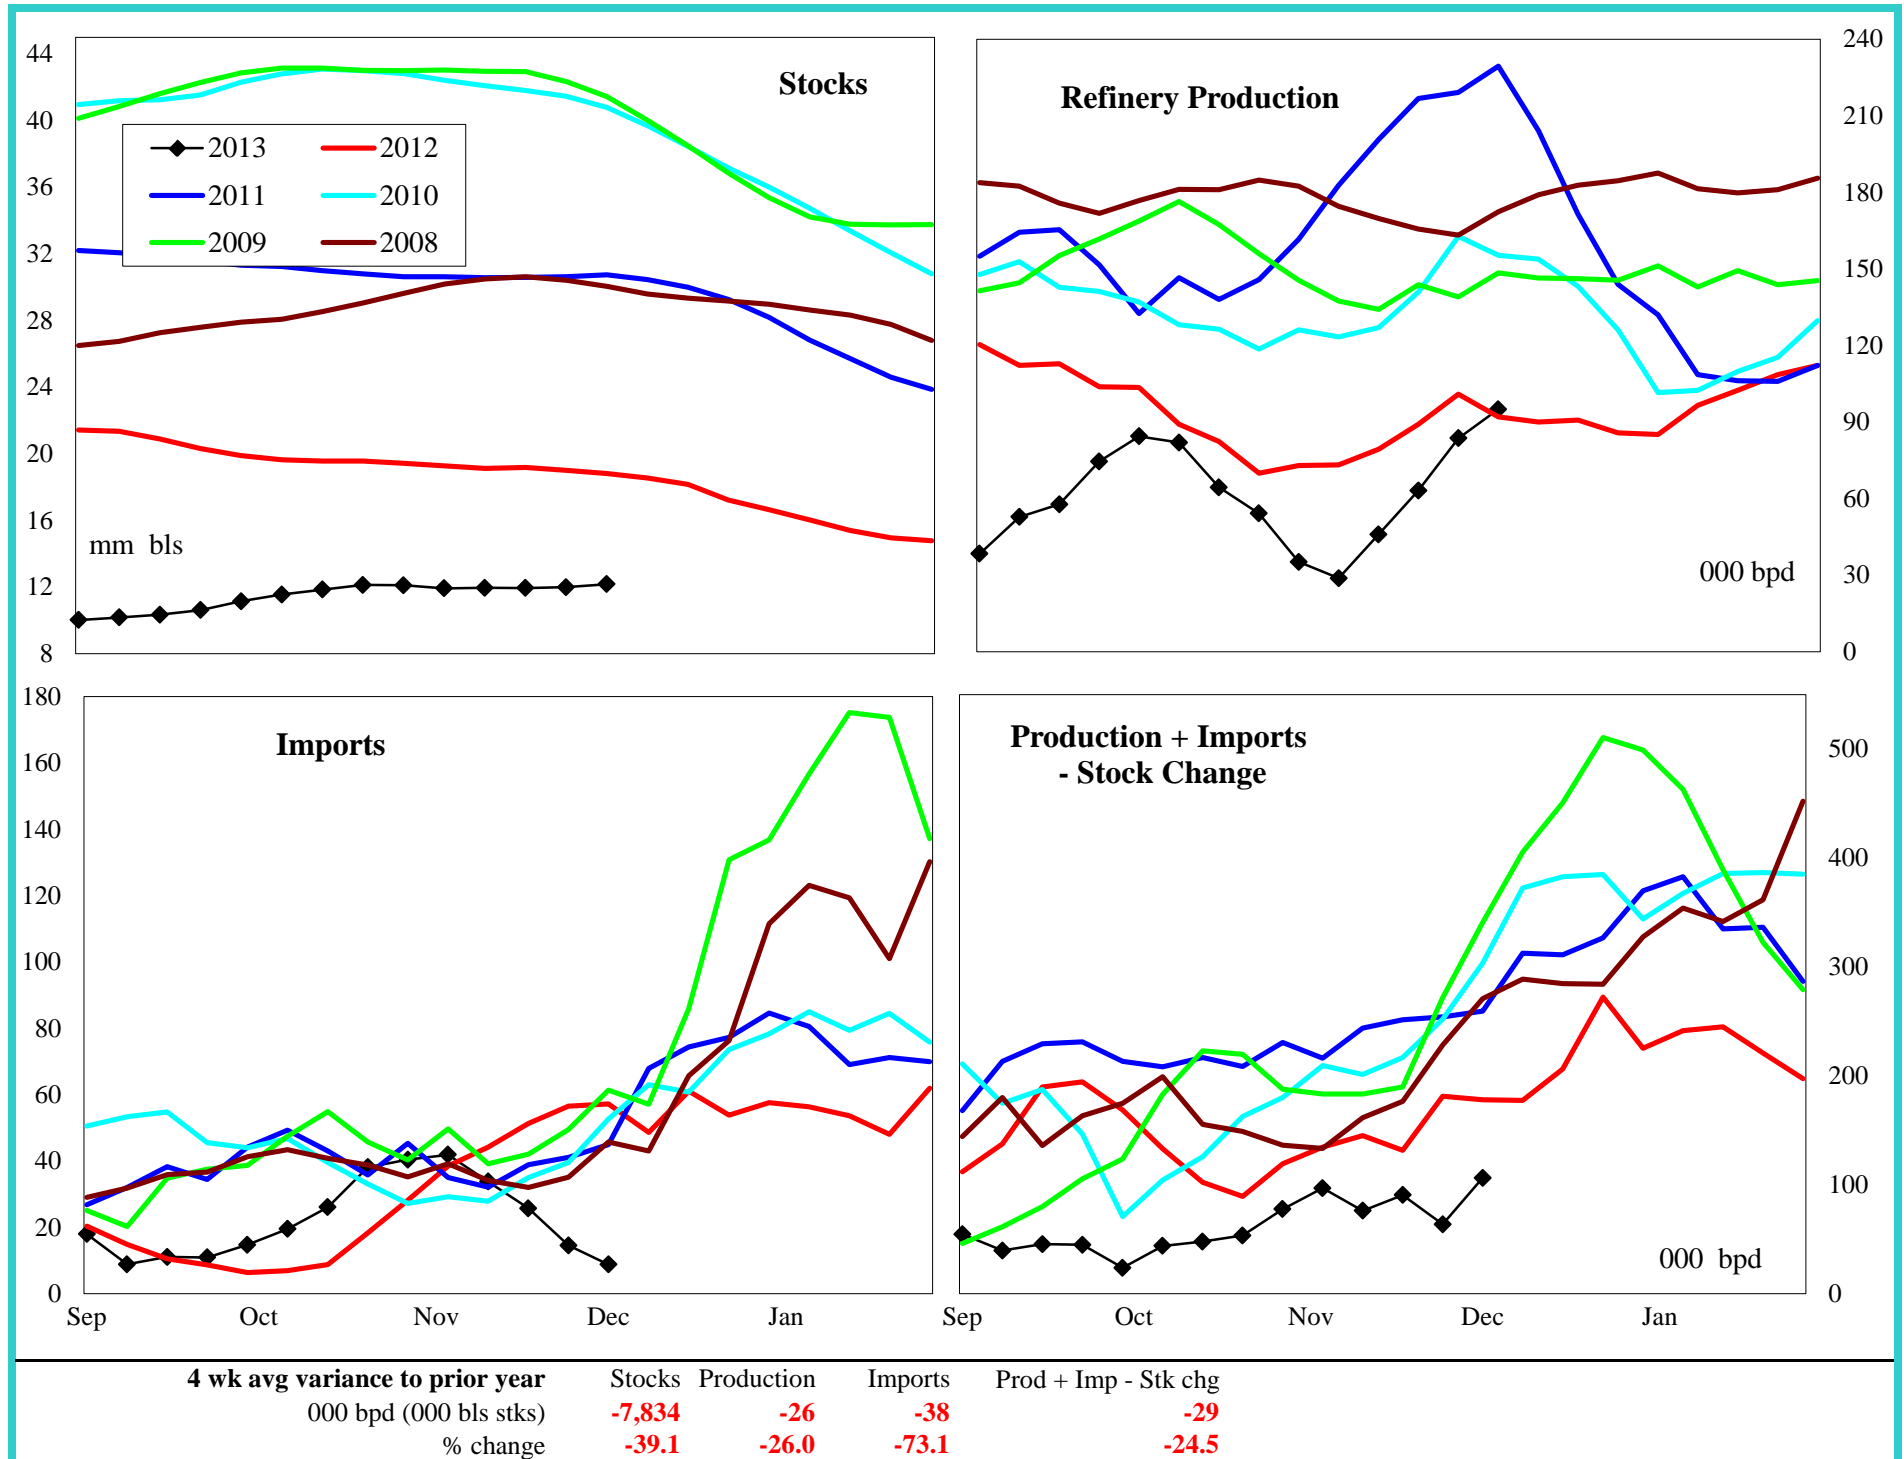 Stocks
44
40
36
32
28
24
20
16
12
8
2013 2012
2011 2010
2009 2008
mm bls
Refinery Production
240
210
180
150
120
90
60
30
0
000 bpd
Imports
180
160
140
120
100
80
60
40
20
0
Sep Oct Nov Dec Jan
Production + Imports
- Stock Change
500
400
300
200
100
0
000 bpd
Sep Oct Nov Dec Jan
4 wk avg variance to prior year Stocks Production Imports Prod + Imp - Stk chg
000 bpd (000 bls stks) -7,834 -26 -38 -29
% change -39.1 -26.0 -73.1 -24.5